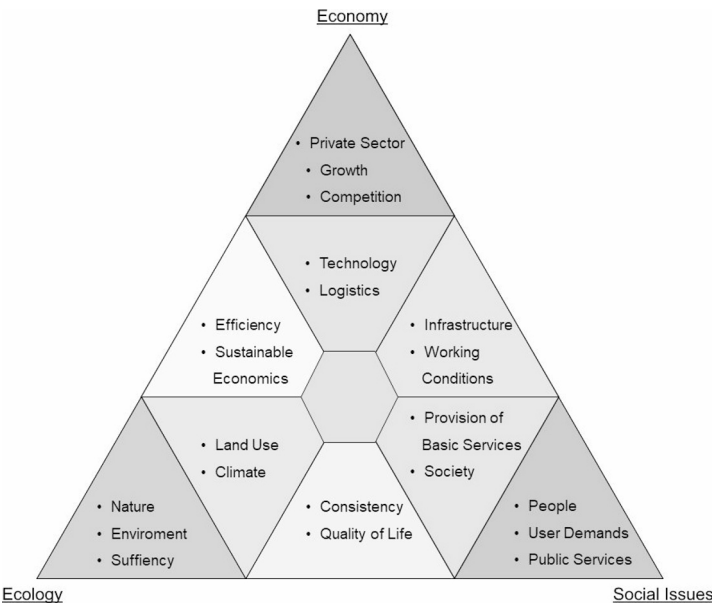 Economy
• Private Sector
• Growth
• Competition
• Technology
• Logistics
• Efficiency
• Sustainable
Economics
• Infrastructure
• Working
Conditions
• Land Use
• Climate
• Provision of
Basic Services
• Society
• Nature
• Enviroment
• Suffiency
• Consistency
• Quality of Life
• People
• User Demands
• Public Services
Ecology
Social Issues